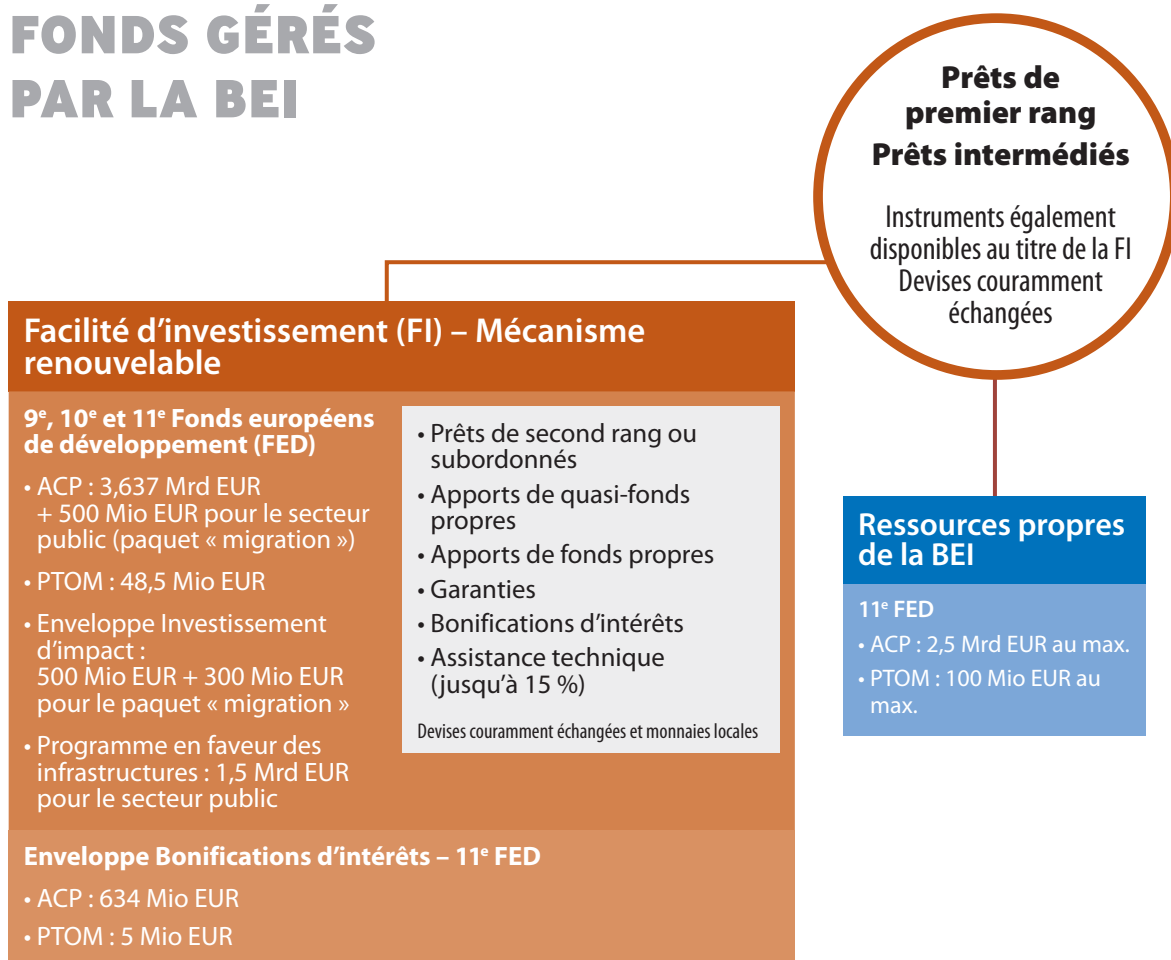 FONDS GÉRÉS
PAR LA BEI
Prêts de
premier rang
Prêts intermédiés
Instruments également
disponibles au titre de la FI
Devises couramment
échangées
Facilité d’investissement (FI) – Mécanisme
renouvelable
9e, 10e et 11e Fonds européens
de développement (FED)
• ACP : 3,637 Mrd EUR
+ 500 Mio EUR pour le secteur
public (paquet « migration »)
• PTOM : 48,5 Mio EUR
• Enveloppe Investissement
d’impact :
500 Mio EUR + 300 Mio EUR
pour le paquet « migration »
• Programme en faveur des
infrastructures : 1,5 Mrd EUR
pour le secteur public
• Prêts de second rang ou
subordonnés
• Apports de quasi-fonds
propres
• Apports de fonds propres
• Garanties
• Bonifications d’intérêts
• Assistance technique
(jusqu’à 15 %)
Devises couramment échangées et monnaies locales
Enveloppe Bonifications d’intérêts – 11e FED
• ACP : 634 Mio EUR
• PTOM : 5 Mio EUR
Ressources propres
de la BEI
11e FED
• ACP : 2,5 Mrd EUR au max.
• PTOM : 100 Mio EUR au
max.